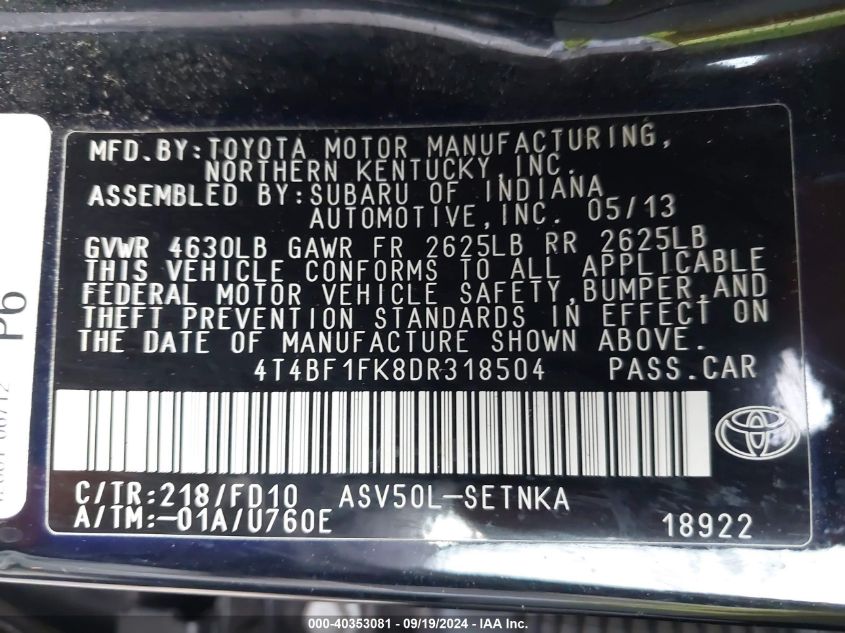 MFD.BY:TOYOTA MOTOR MANUFACTURING,
NORTHERN KENTUCKY,INC.
ASSEMBLED BY:SUBARU OF INDIANA
AUTOMOTIVE,INC. 05/13
GVWR 4630LB GAWR FR 2625LB RR 2625LB
THIS VEHICLE CONFORMS TO ALL APPLICABLE
FEDERAL MOTOR VEHICLE SAFETY,BUMPER,AND
THEFT PREVENTION STANDARDS IN EFFECT ON
THE DATE OF MANUFACTURE SHOWN ABOVE.
4T4BF1FK8DR318504 PASS.CAR
C/TR:218/FD10 ASV50L-SETNKA
A/TM:-01A/U760E 18922
P6
000-40353081 - 09/19/2024 - IAA Inc.